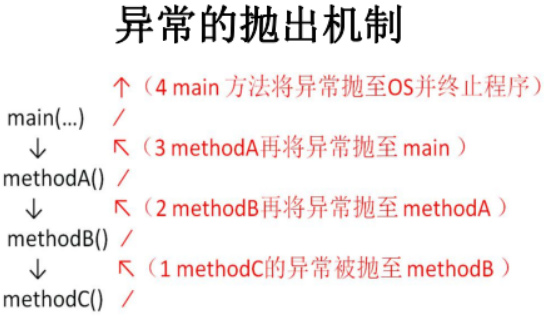 异常的抛出机制
↑（4 main 方法将异常抛至OS并终止程序）
main(...) /
↓ ↖（3 methodA再将异常抛至 main ）
methodA() /
↓ ↖（2 methodB再将异常抛至 methodA ）
methodB() /
↓ ↖（1 methodC的异常被抛至 methodB ）
methodC() /